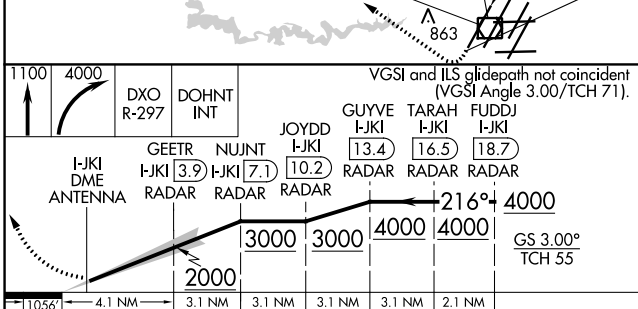 863
VGSI and ILS glidepath not coincident
(VGSI Angle 3.00/TCH 71).
1100
4000
DXO
R-297
DOHNT
INT
I-JKI
DME
ANTENNA
GEETR
I-JKI 3.9
RADAR
NUJNT
I-JKI 7.1
RADAR
JOYDD
I-JKI
10.2
RADAR
GUYVE
I-JKI
13.4
RADAR
TARAH
I-JKI
16.5
RADAR
FUDDJ
I-JKI
18.7
RADAR
216° 4000
2000
3000
3000
4000
4000
GS 3.00°
TCH 55
1056'
4.1 NM
3.1 NM
3.1 NM
3.1 NM
3.1 NM
2.1 NM